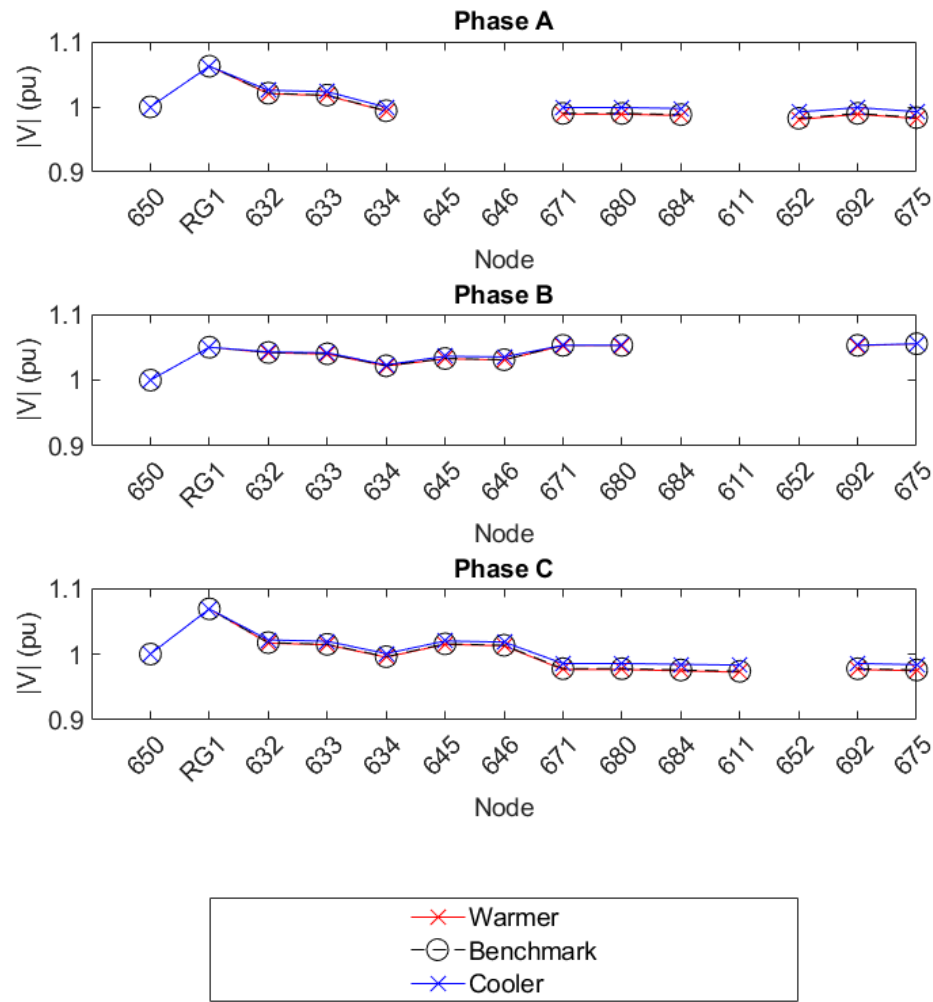 Phase A
1.1
1
0.9
|V| (pu)
650 RG1 632 633 634 645 646 671 680 684 611 652 692 675
Node
Phase B
1.1
1
0.9
|V| (pu)
650 RG1 632 633 634 645 646 671 680 684 611 652 692 675
Node
Phase C
1.1
1
0.9
|V| (pu)
650 RG1 632 633 634 645 646 671 680 684 611 652 692 675
Node
Warmer
Benchmark
Cooler